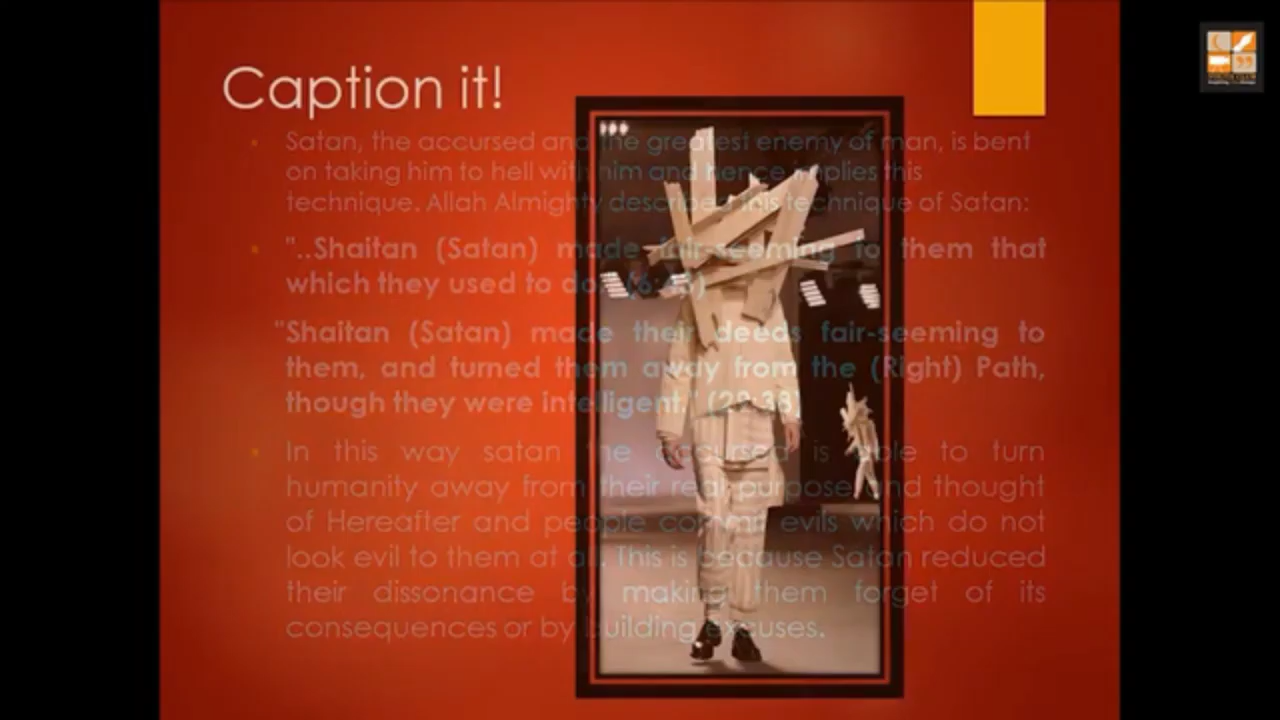 Caption it!
Satan, the accursed and the greatest enemy of man, is bent
on taking him to hell with him and hence implies this
technique. Allah Almighty described this technique of Satan:
"..Shaitan (Satan) made fair-seeming to them that
which they used to do.
"Shaitan (Satan) made their deeds fair-seeming to
them, and turned them away from the (Right) Path,
though they were intelligent." (29:38)
In this way satan the accursed is able to turn
humanity away from their real purpose and thought
of Hereafter and people commit evils which do not
look evil to them at all. This is because Satan reduced
their dissonance by making them forget of its
consequences or by building excuses.